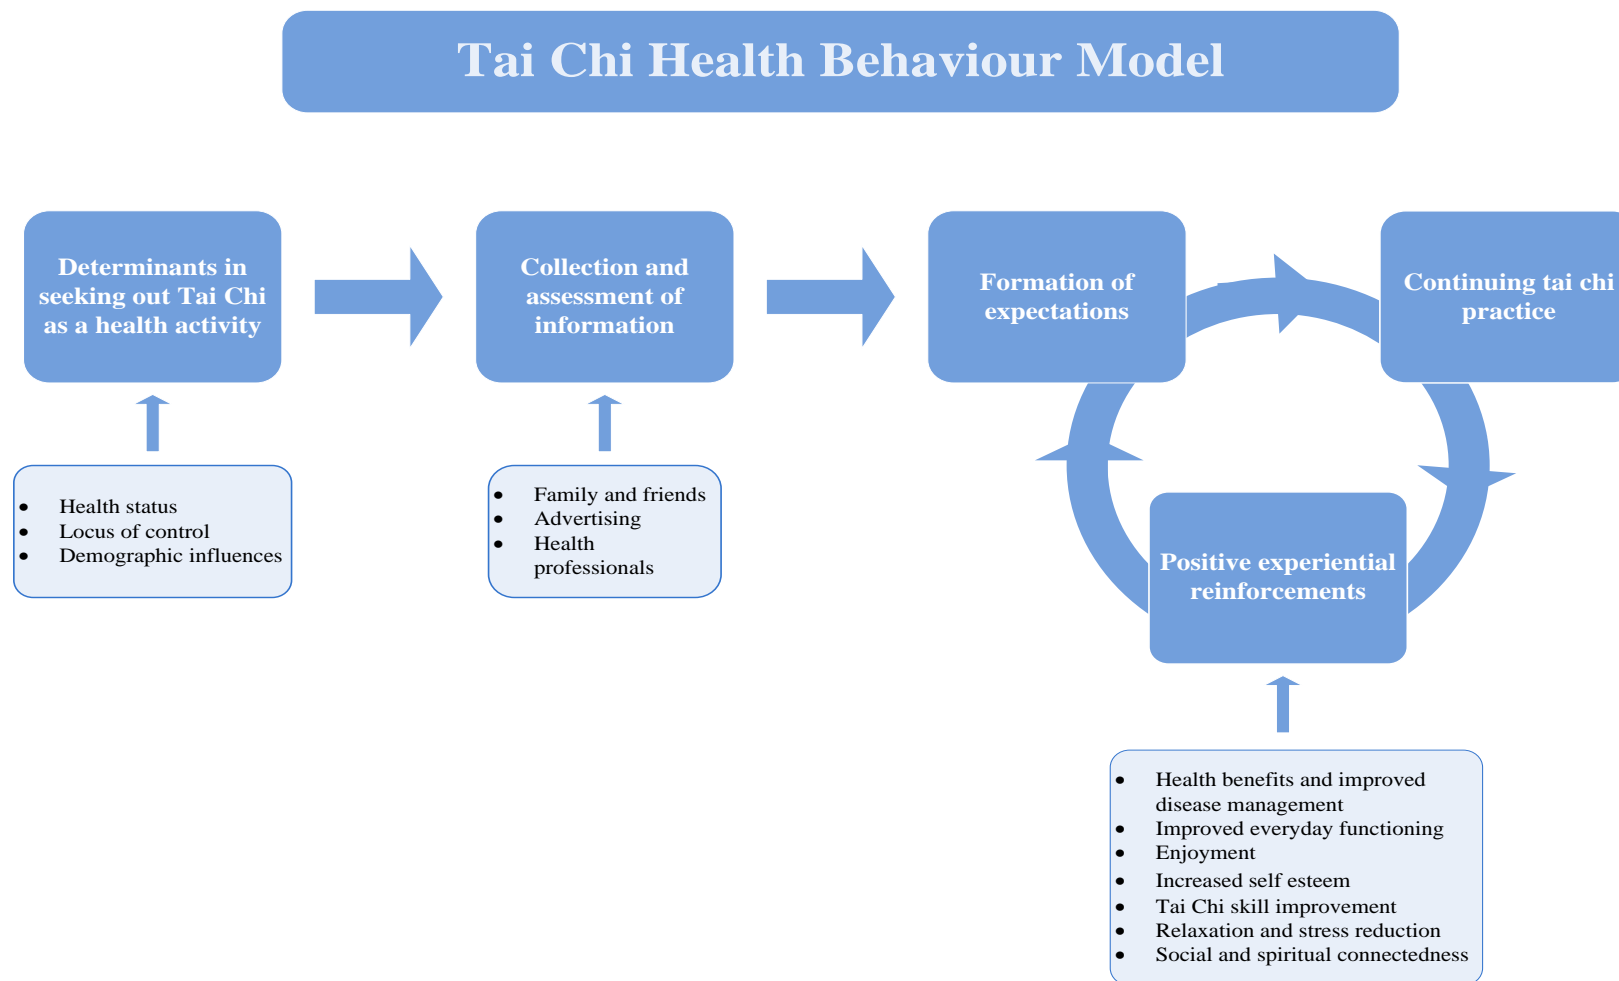 Tai Chi Health Behaviour Model
Determinants in
seeking out Tai Chi
as a health activity
Collection and
assessment of
information
Formation of
expectations
Continuing tai chi
practice
• Health status
• Locus of control
• Demographic influences
• Family and friends
• Advertising
• Health
professionals
Positive experiential
reinforcements
• Health benefits and improved
disease management
• Improved everyday functioning
• Enjoyment
• Increased self esteem
• Tai Chi skill improvement
• Relaxation and stress reduction
• Social and spiritual connectedness